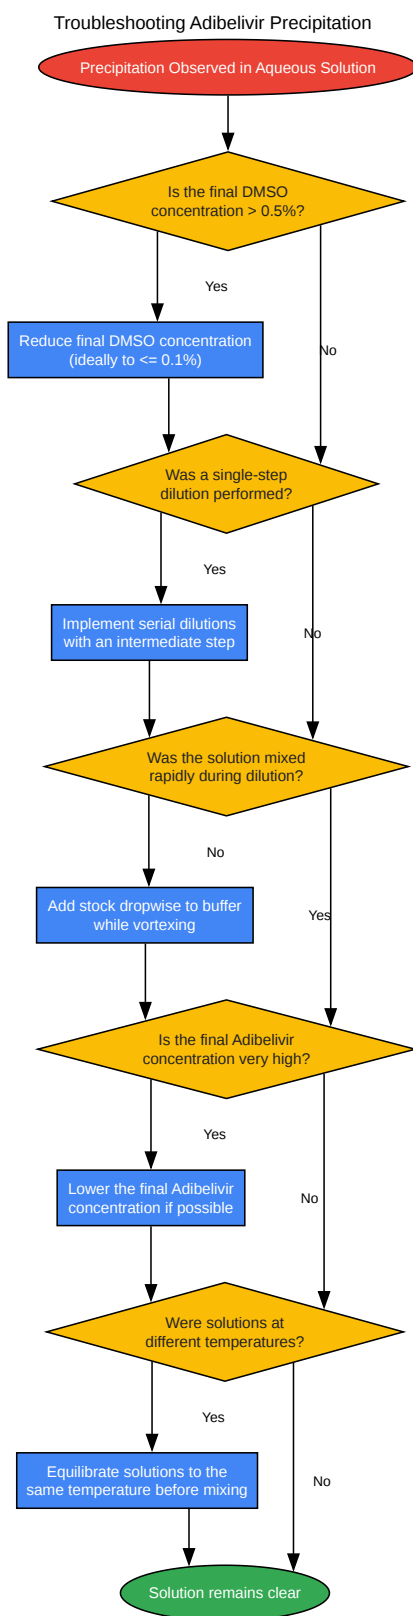 Troubleshooting Adibelivir Precipitation
Precipitation Observed in Aqueous Solution
Is the final DMSO
concentration > 0.5%?
Yes
Reduce final DMSO concentration
(ideally to <= 0.1%)
No
Was a single-step
dilution performed?
Yes
Implement serial dilutions
with an intermediate step
No
Was the solution mixed
rapidly during dilution?
No
Add stock dropwise to buffer
while vortexing
Yes
Is the final Adibelivir
concentration very high?
Yes
Lower the final Adibelivir
concentration if possible
No
Were solutions at
different temperatures?
Yes
Equilibrate solutions to the
same temperature before mixing
No
Solution remains clear